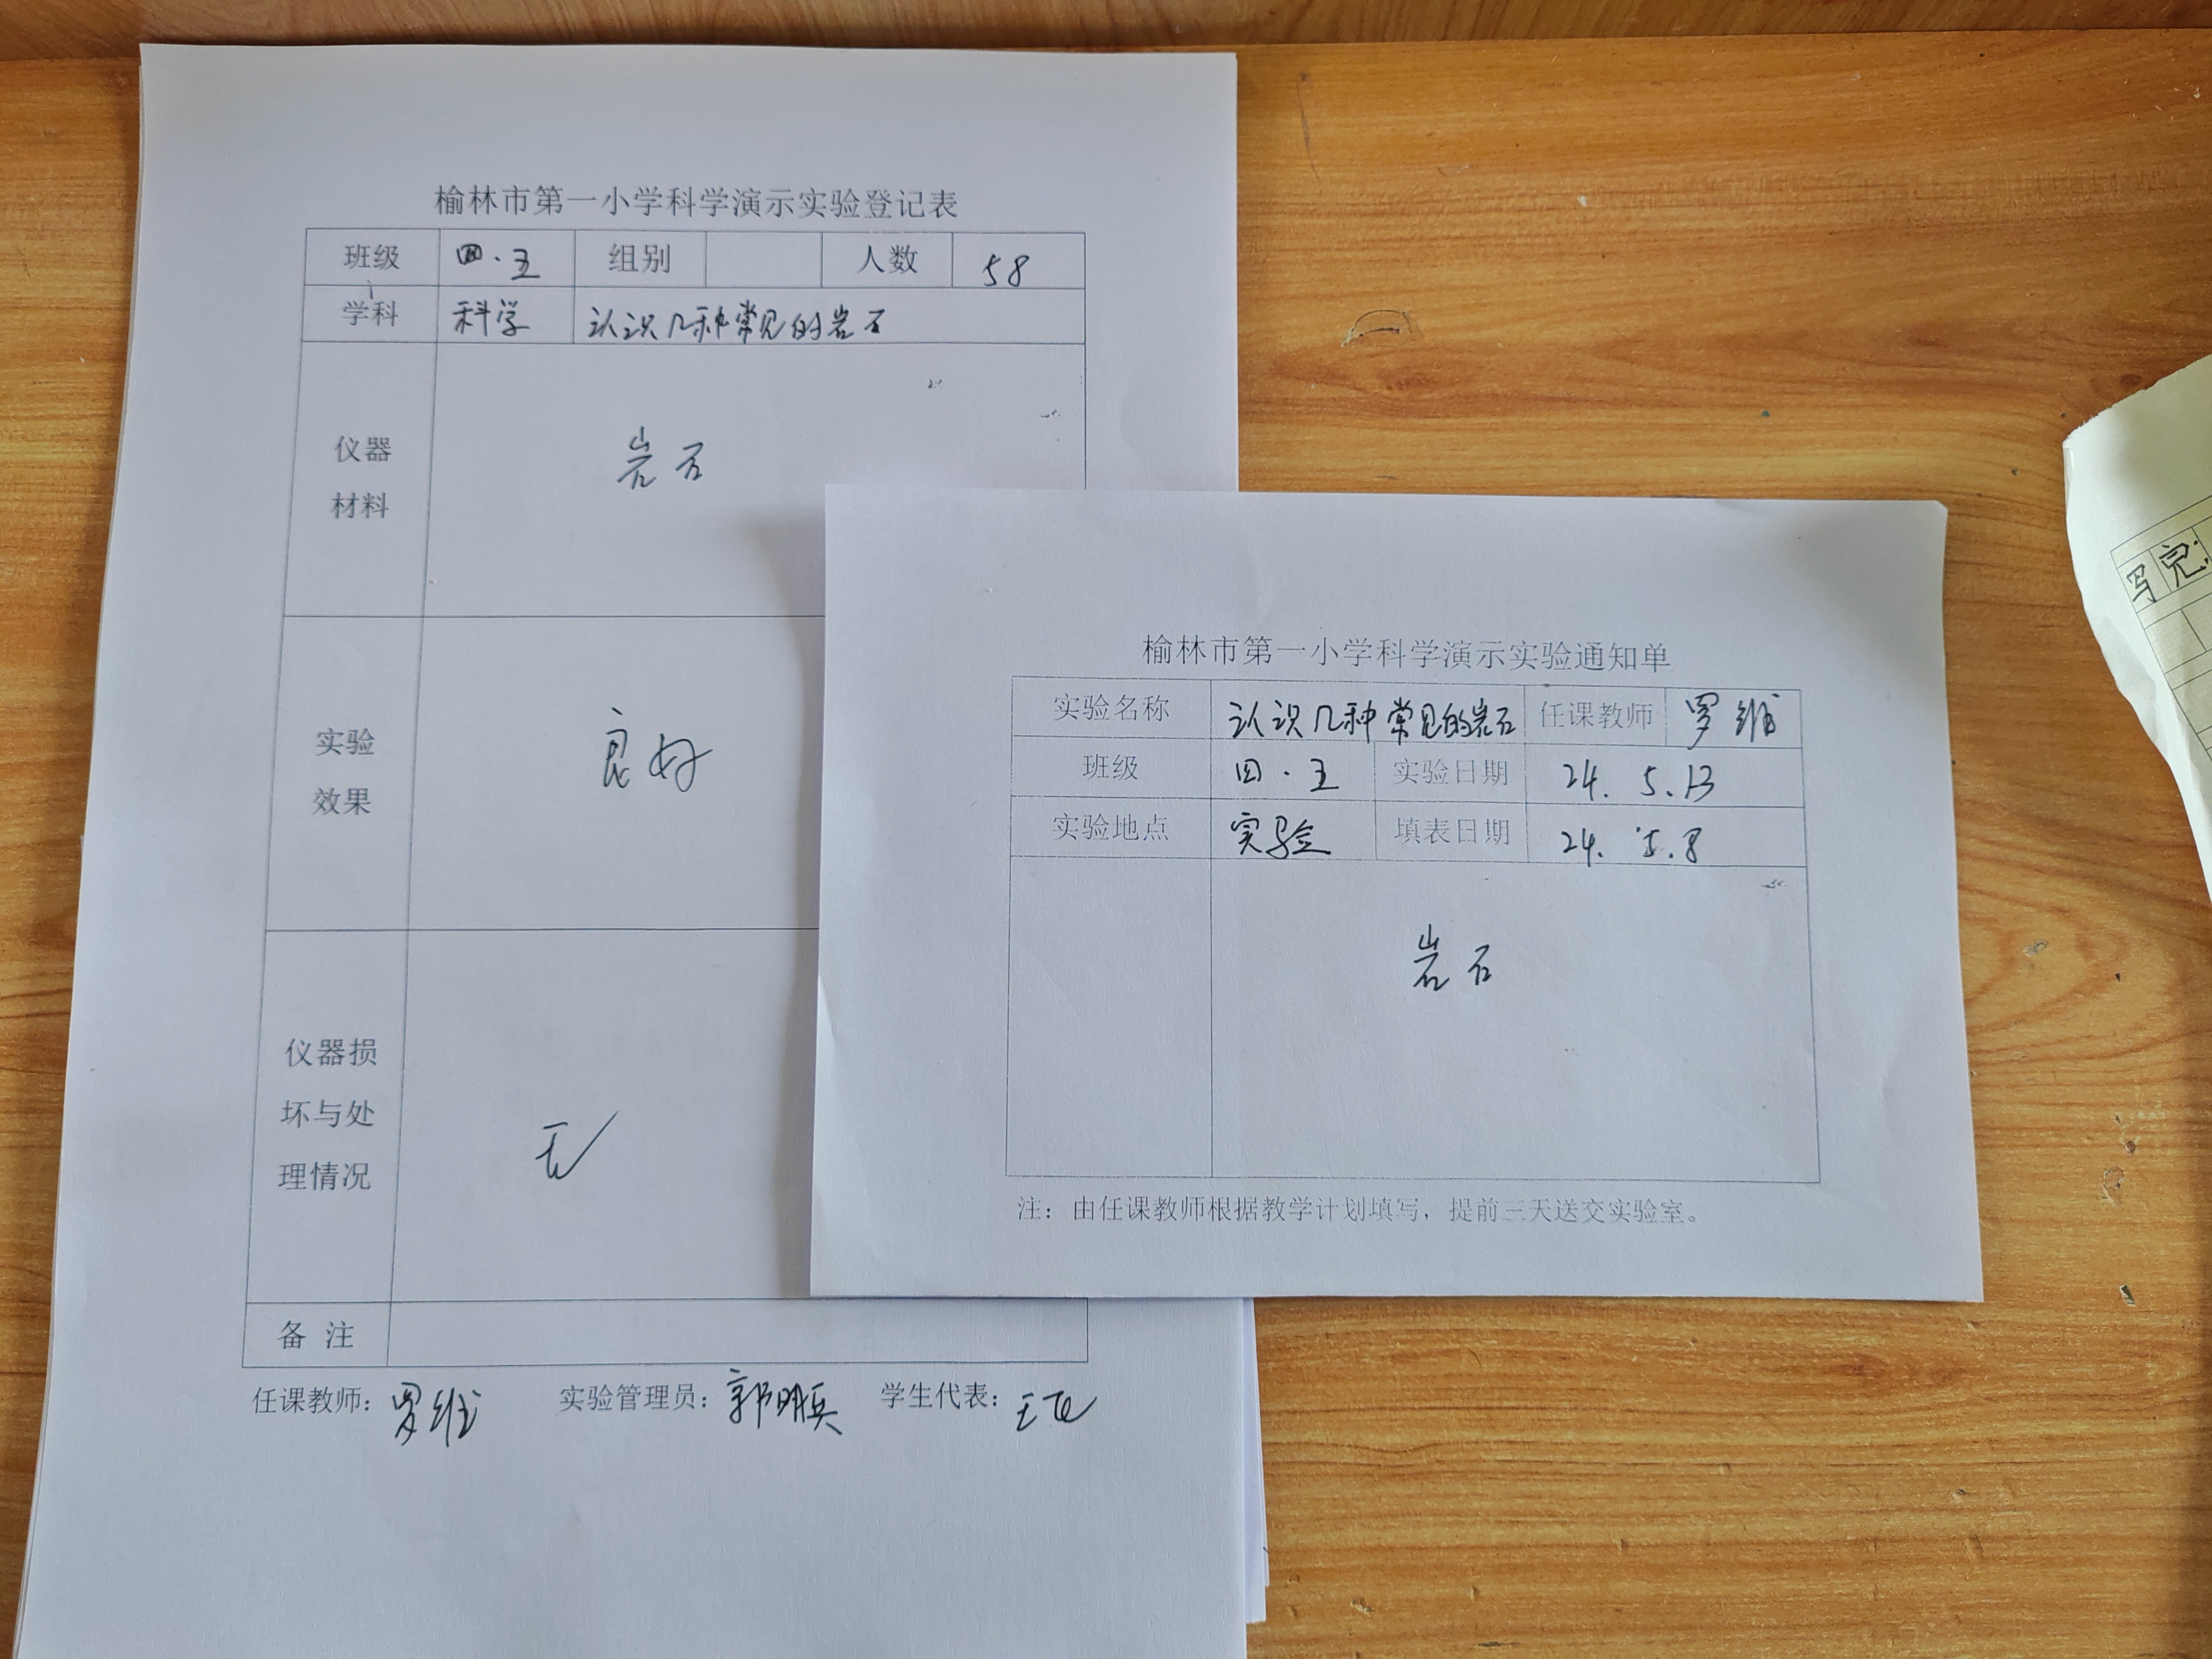 榆林市第一小学科学演示实验登记表
班级 四.五 组别 人数 58
学科 科学 认识几种常见的岩石
仪器
材料
岩石
实验
效果
良好
仪器损
坏与处
理情况
无
备 注
任课教师: 罗维 实验管理员: 郭明兵 学生代表: 王
榆林市第一小学科学演示实验通知单
实验名称 认识几种常见的岩石 任课教师 罗维
班级 四.五 实验日期 24. 5.13
实验地点 实验 填表日期 24. 5.8
岩石
注：由任课教师根据教学计划填写，提前三天送交实验室。
写完